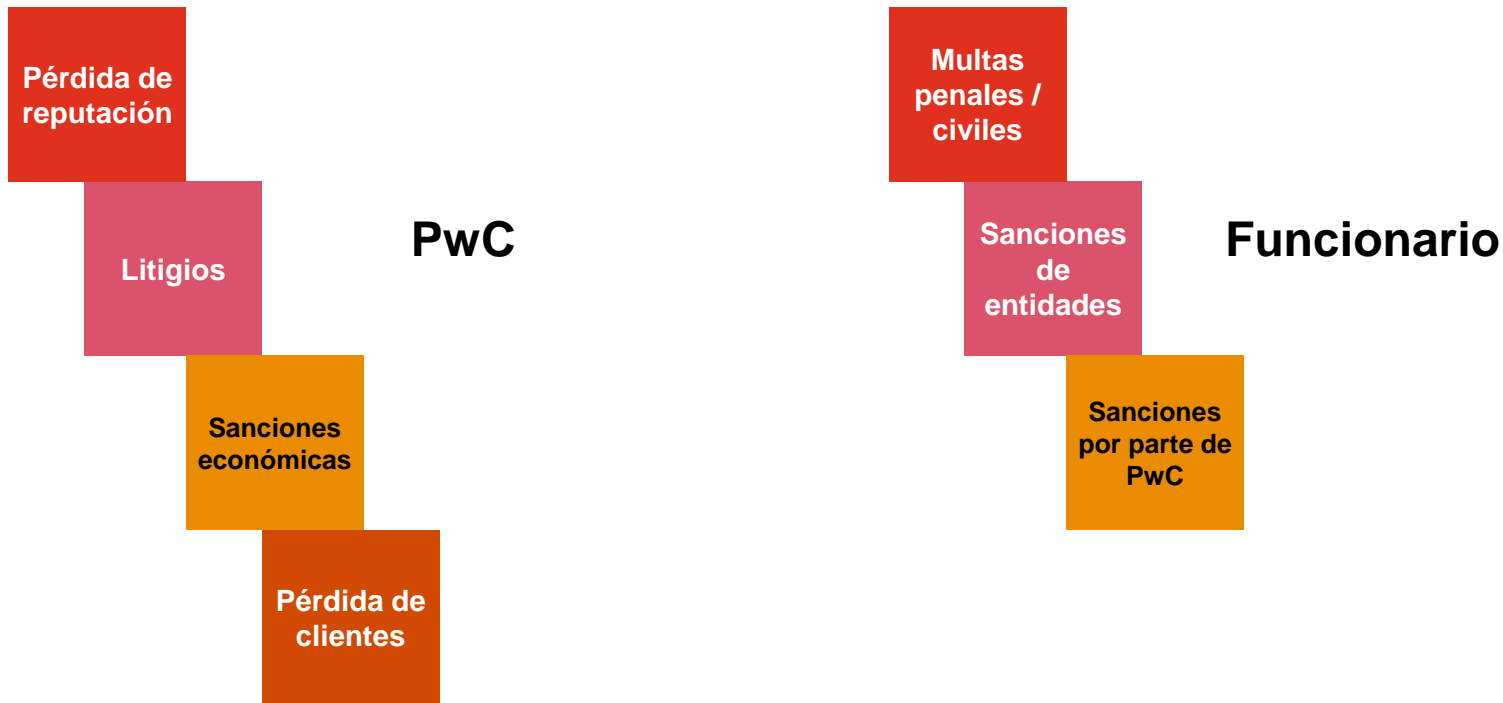 Pérdida de
reputación
Litigios
PwC
Sanciones
económicas
Pérdida de
clientes
Multas
penales /
civiles
Sanciones
de
entidades
Funcionario
Sanciones
por parte de
PwC